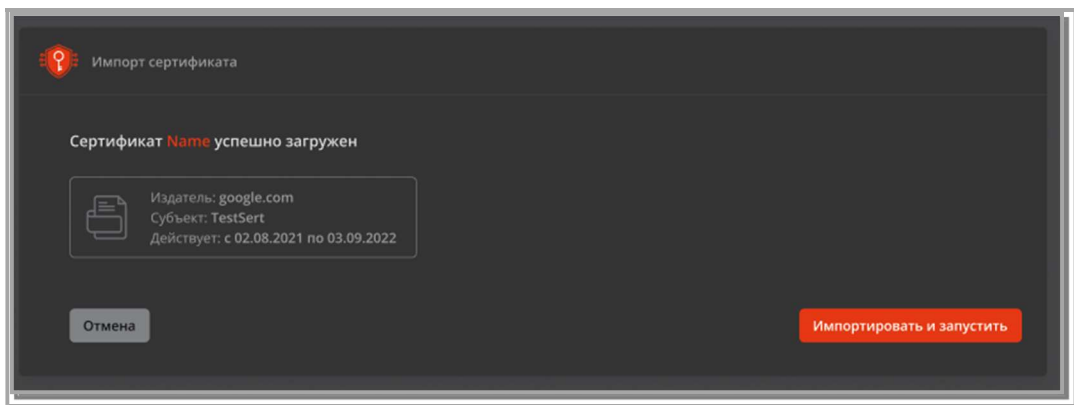 Импорт сертификата
Сертификат Name успешно загружен
Издатель: google.com
Субъект: TestSert
Действует: с 02.08.2021 по 03.09.2022
Отмена
Импортировать и запустить